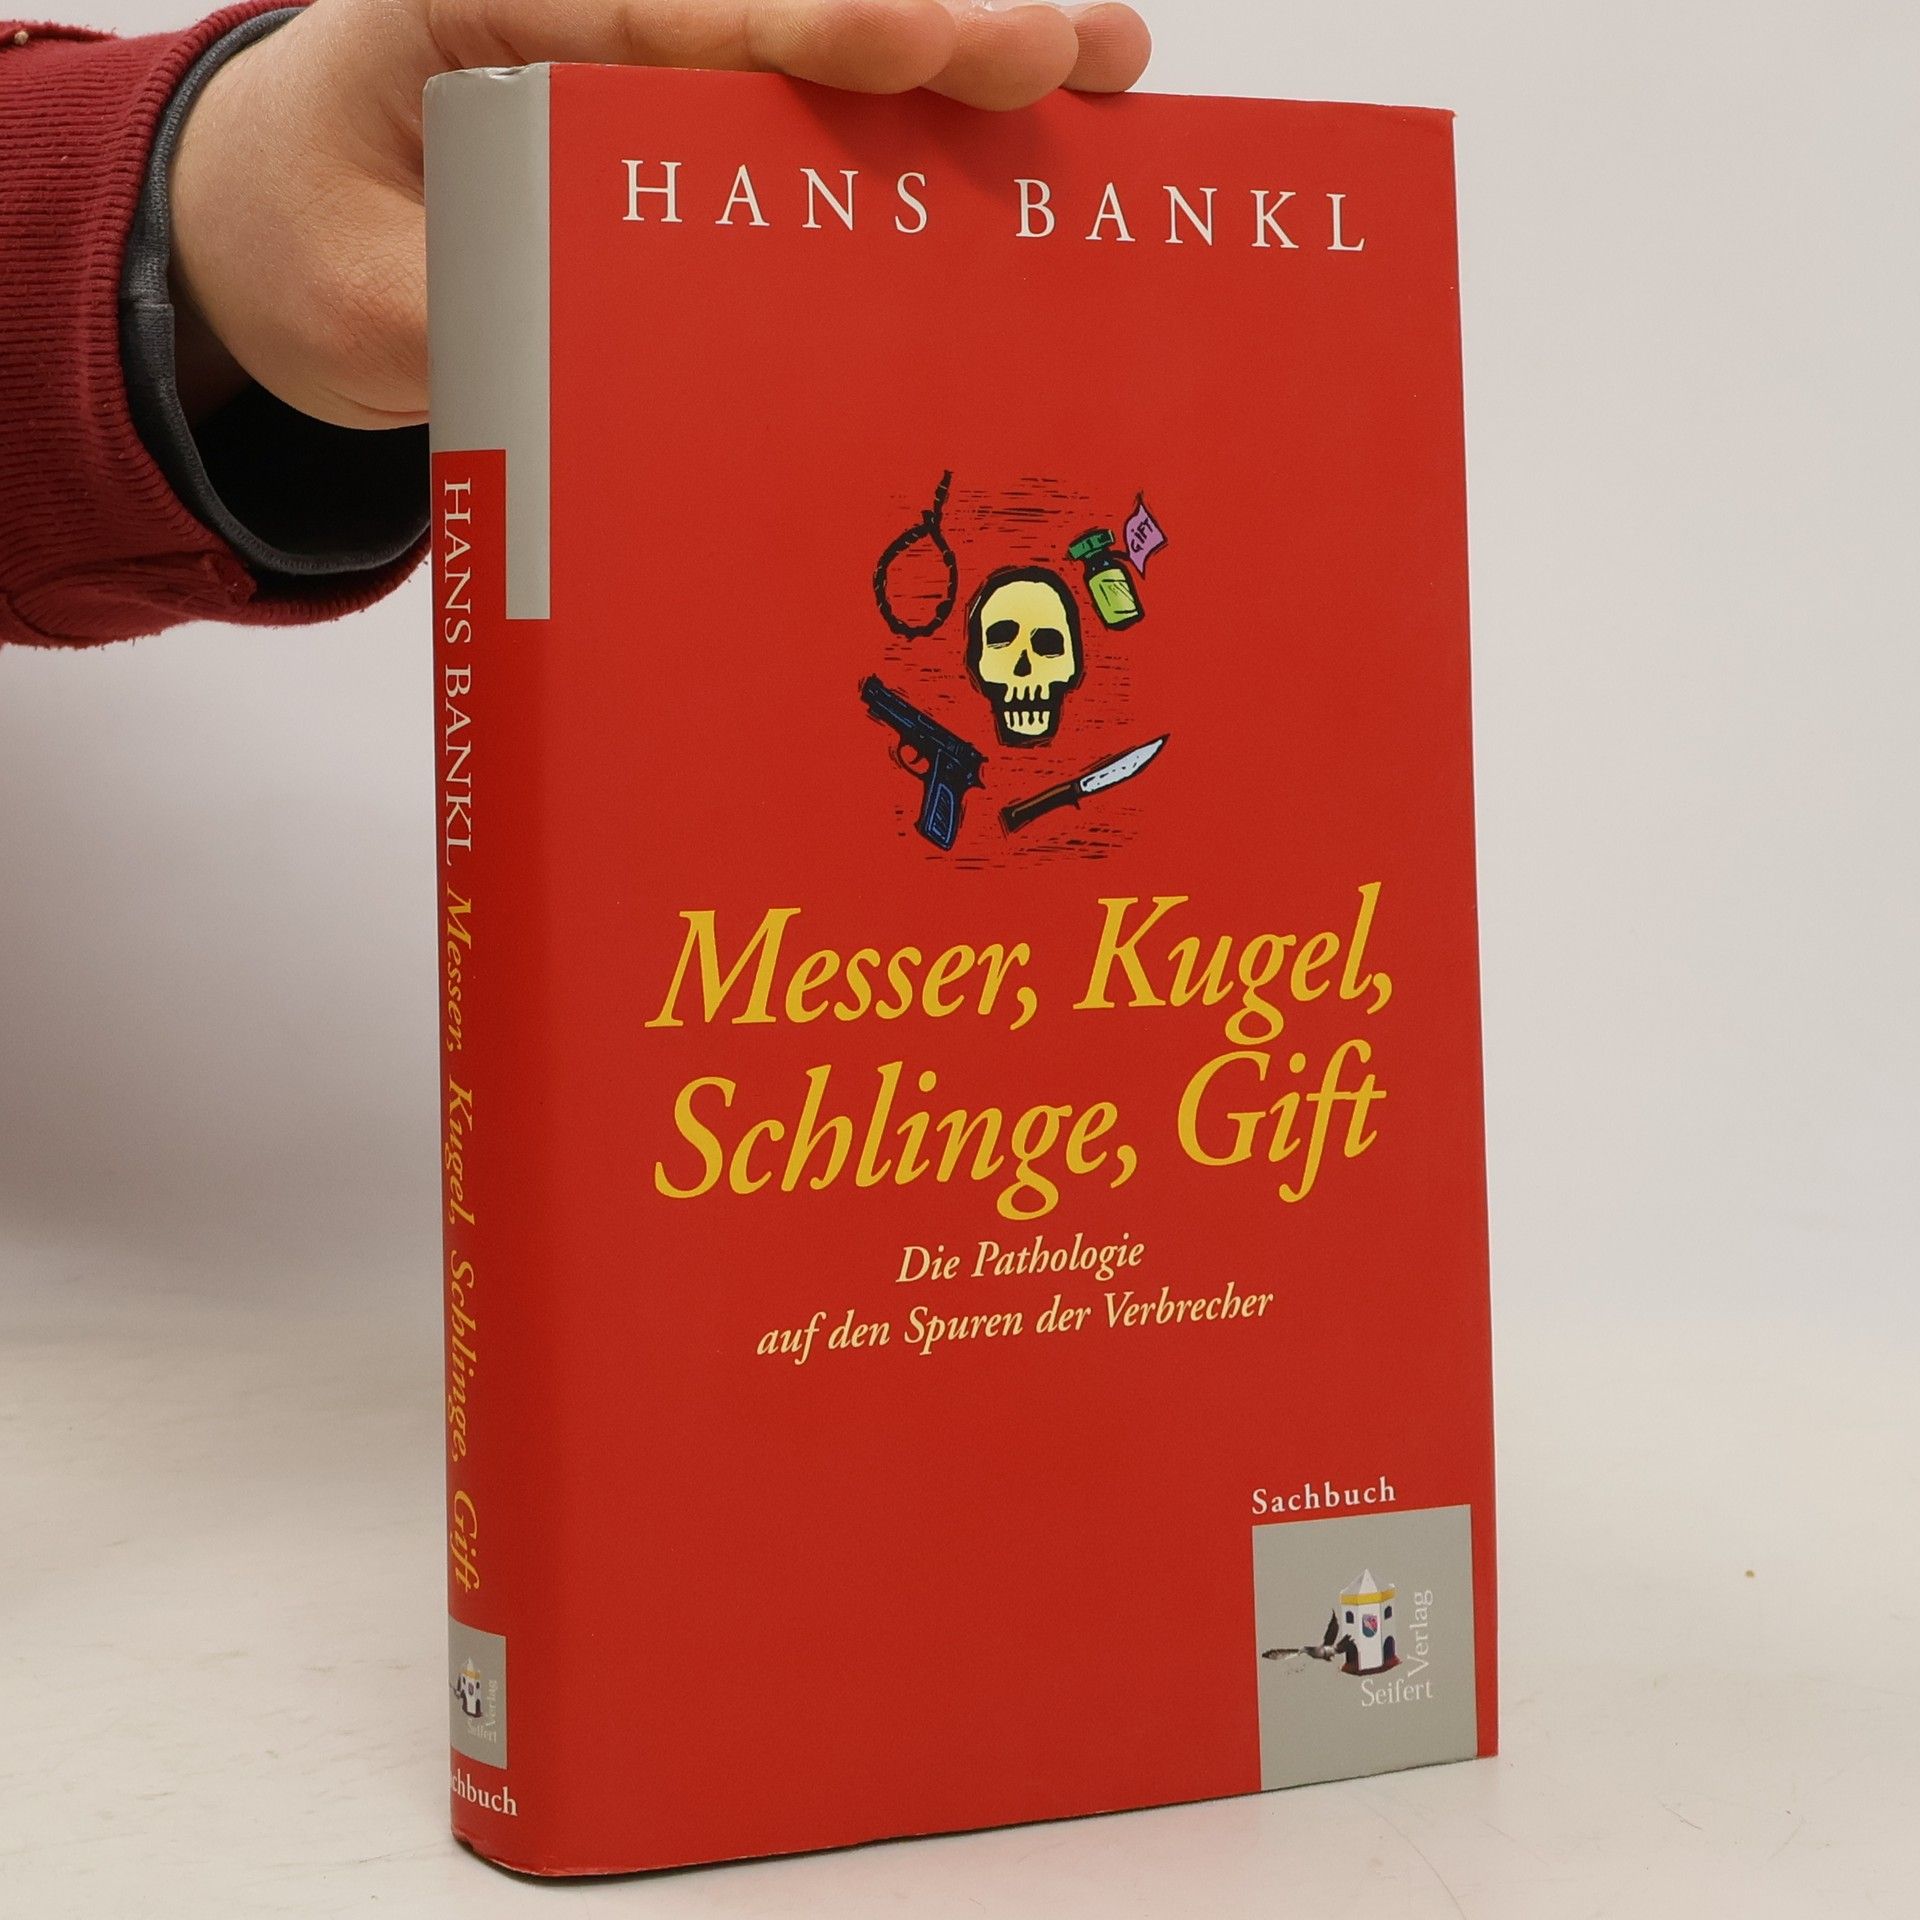 HANS BANKL
GIFT
Messer, Kugel,
Schlinge, Gift
Die Pathologie
auf den Spuren der Verbrecher
Sachbuch
Seifert
Verlag
HANS BANKL Messer, Kugel, Schlinge, Gift
Seifert
Verlag
chbuch